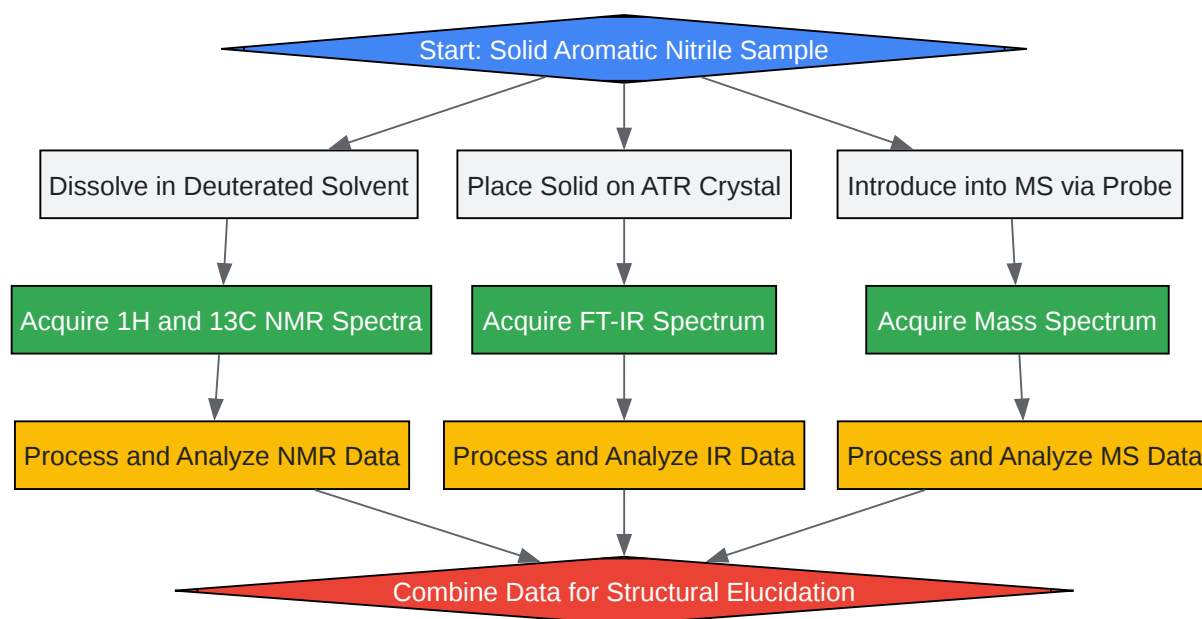 Start: Solid Aromatic Nitrile Sample
Dissolve in Deuterated Solvent
Place Solid on ATR Crystal
Introduce into MS via Probe
Acquire 1H and 13C NMR Spectra
Acquire FT-IR Spectrum
Acquire Mass Spectrum
Process and Analyze NMR Data
Process and Analyze IR Data
Process and Analyze MS Data
Combine Data for Structural Elucidation